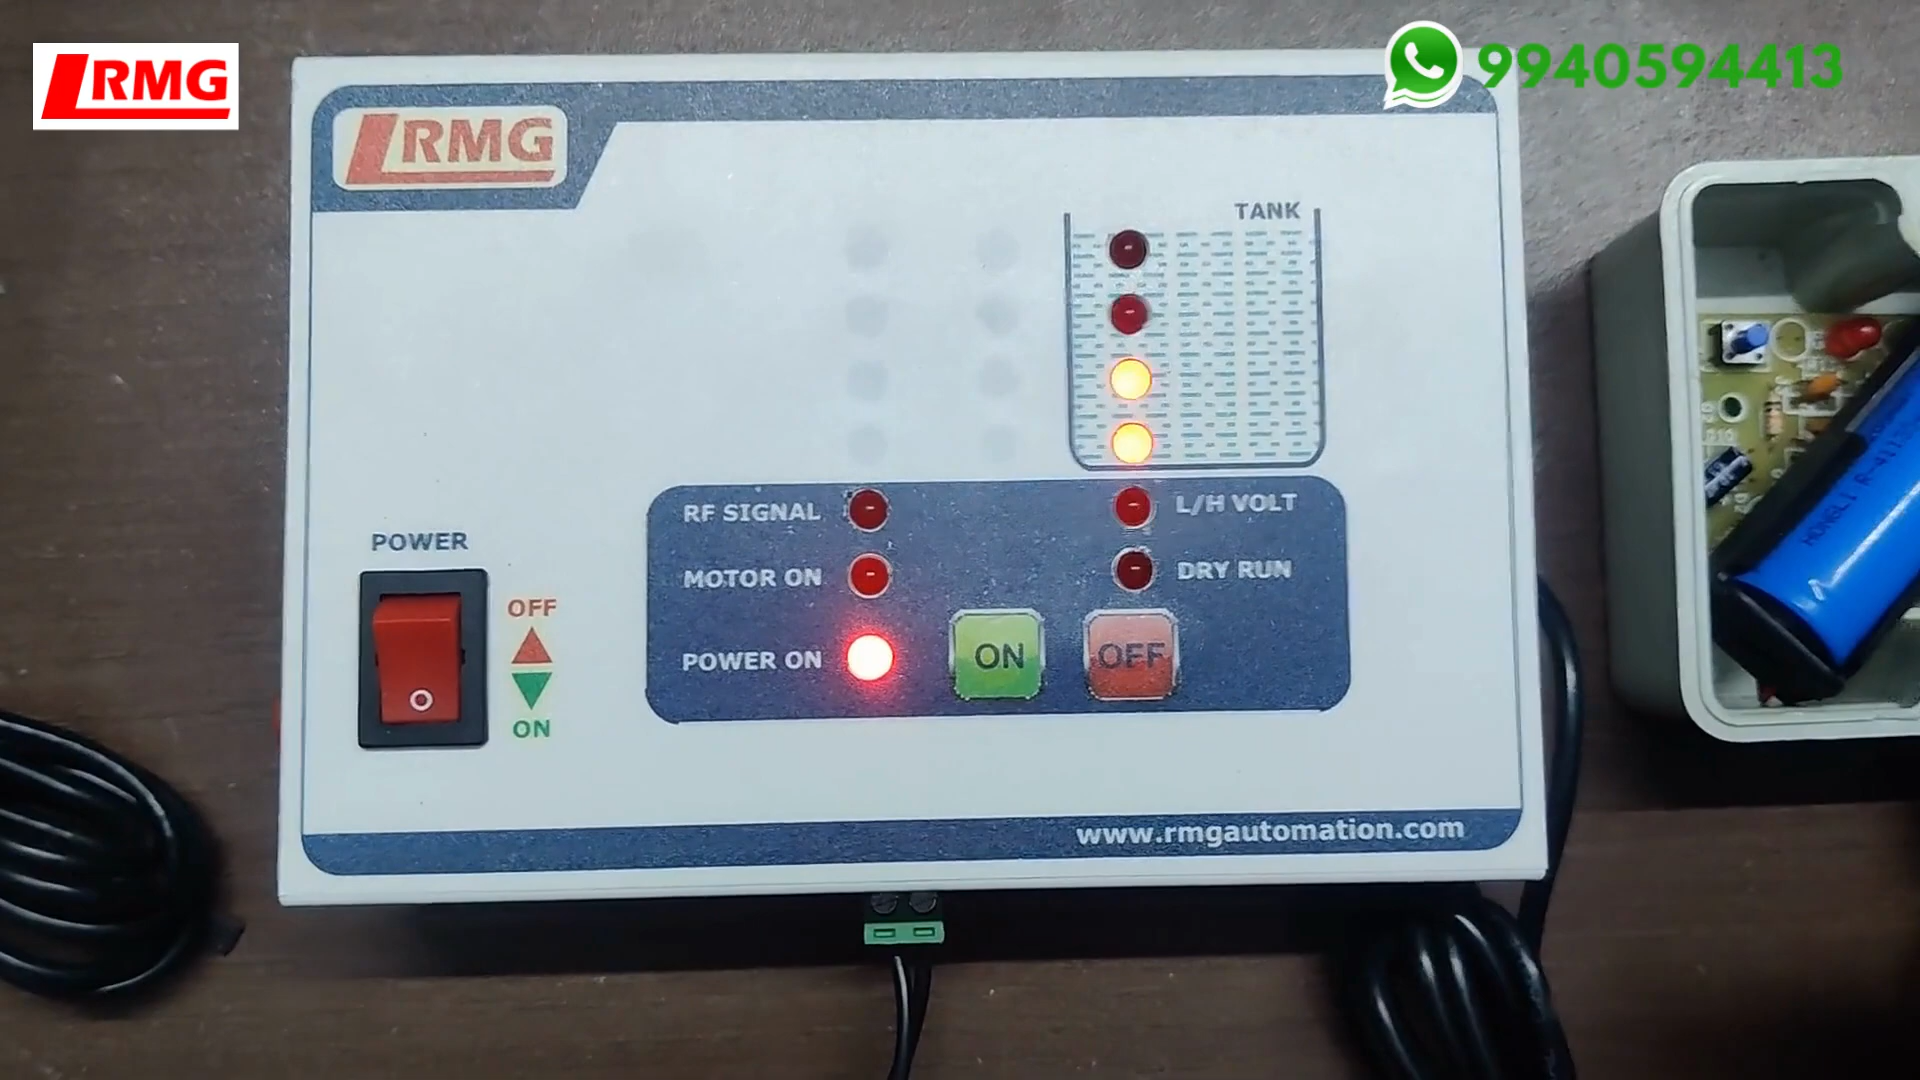 RMG
9940594413
RMG
TANK
RF SIGNAL
L/H VOLT
POWER
MOTOR ON
DRY RUN
OFF
POWER ON
ON
OFF
ON
www.rmgautomation.com
HONGLI